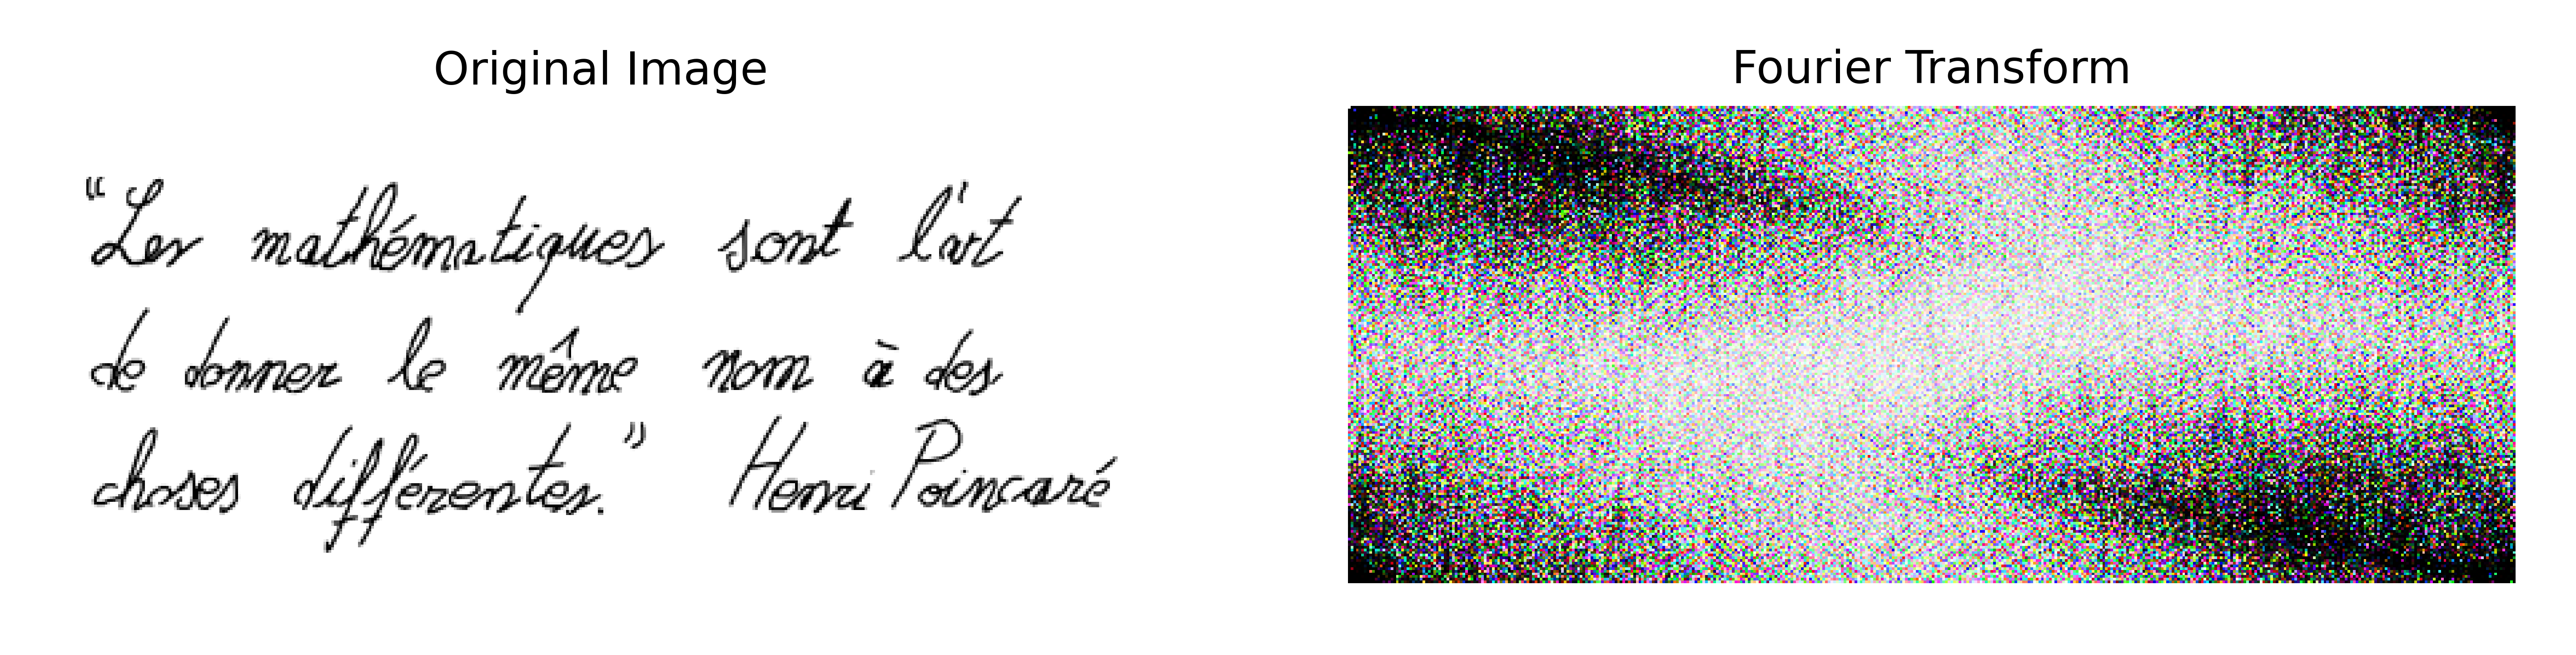 Original Image
“Les mathématiques sont l'art
de donner le même nom à des
choses différentes.” Henri Poincaré
Fourier Transform